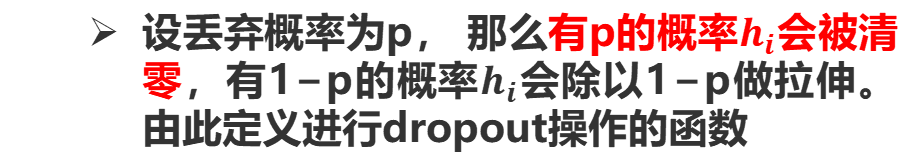 ➢ 设丢弃概率为p， 那么有p的概率hᵢ会被清
零，有1−p的概率hᵢ会除以1−p做拉伸。
由此定义进行dropout操作的函数